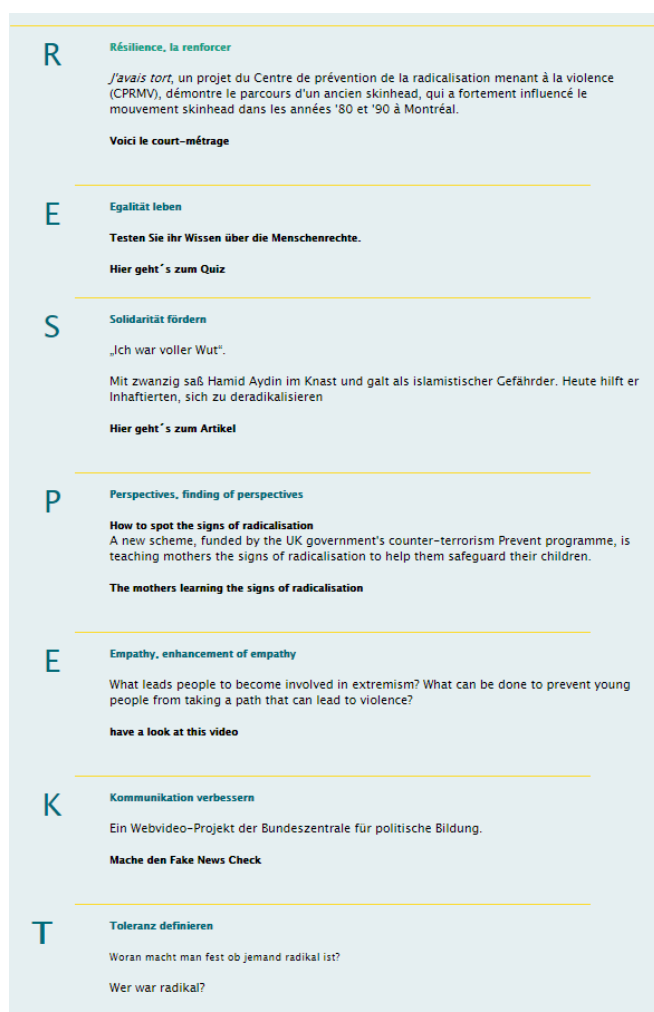 R
Résilience, la renforcer
J'avais tort, un projet du Centre de prévention de la radicalisation menant à la violence
(CPRMV), démontre le parcours d'un ancien skinhead, qui a fortement influencé le
mouvement skinhead dans les années '80 et '90 à Montréal.
Voici le court-métrage
E
Egalität leben
Testen Sie ihr Wissen über die Menschenrechte.
Hier geht´s zum Quiz
S
Solidarität fördern
„Ich war voller Wut“.
Mit zwanzig saß Hamid Aydin im Knast und galt als islamistischer Gefährder. Heute hilft er
Inhaftierten, sich zu deradikalisieren
Hier geht´s zum Artikel
P
Perspectives, finding of perspectives
How to spot the signs of radicalisation
A new scheme, funded by the UK government's counter-terrorism Prevent programme, is
teaching mothers the signs of radicalisation to help them safeguard their children.
The mothers learning the signs of radicalisation
E
Empathy, enhancement of empathy
What leads people to become involved in extremism? What can be done to prevent young
people from taking a path that can lead to violence?
have a look at this video
K
Kommunikation verbessern
Ein Webvideo-Projekt der Bundeszentrale für politische Bildung.
Mache den Fake News Check
T
Toleranz definieren
Woran macht man fest ob jemand radikal ist?
Wer war radikal?